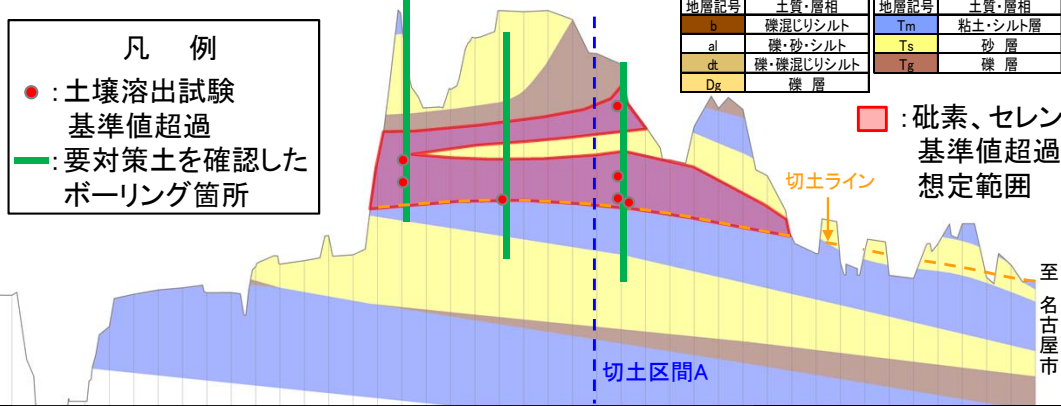 凡　例
：土壌溶出試験
基準値超過
：要対策土を確認した
ボーリング箇所
地層記号 土質・層相 地層記号 土質・層相
b 礫混じりシルト Tm 粘土・シルト層
al 礫・砂・シルト Ts 砂 層
dt 礫・礫混じりシルト Tg 礫 層
Dg 礫 層
：砒素、セレン
基準値超過
想定範囲
切土ライン
至 名古屋市
切土区間A